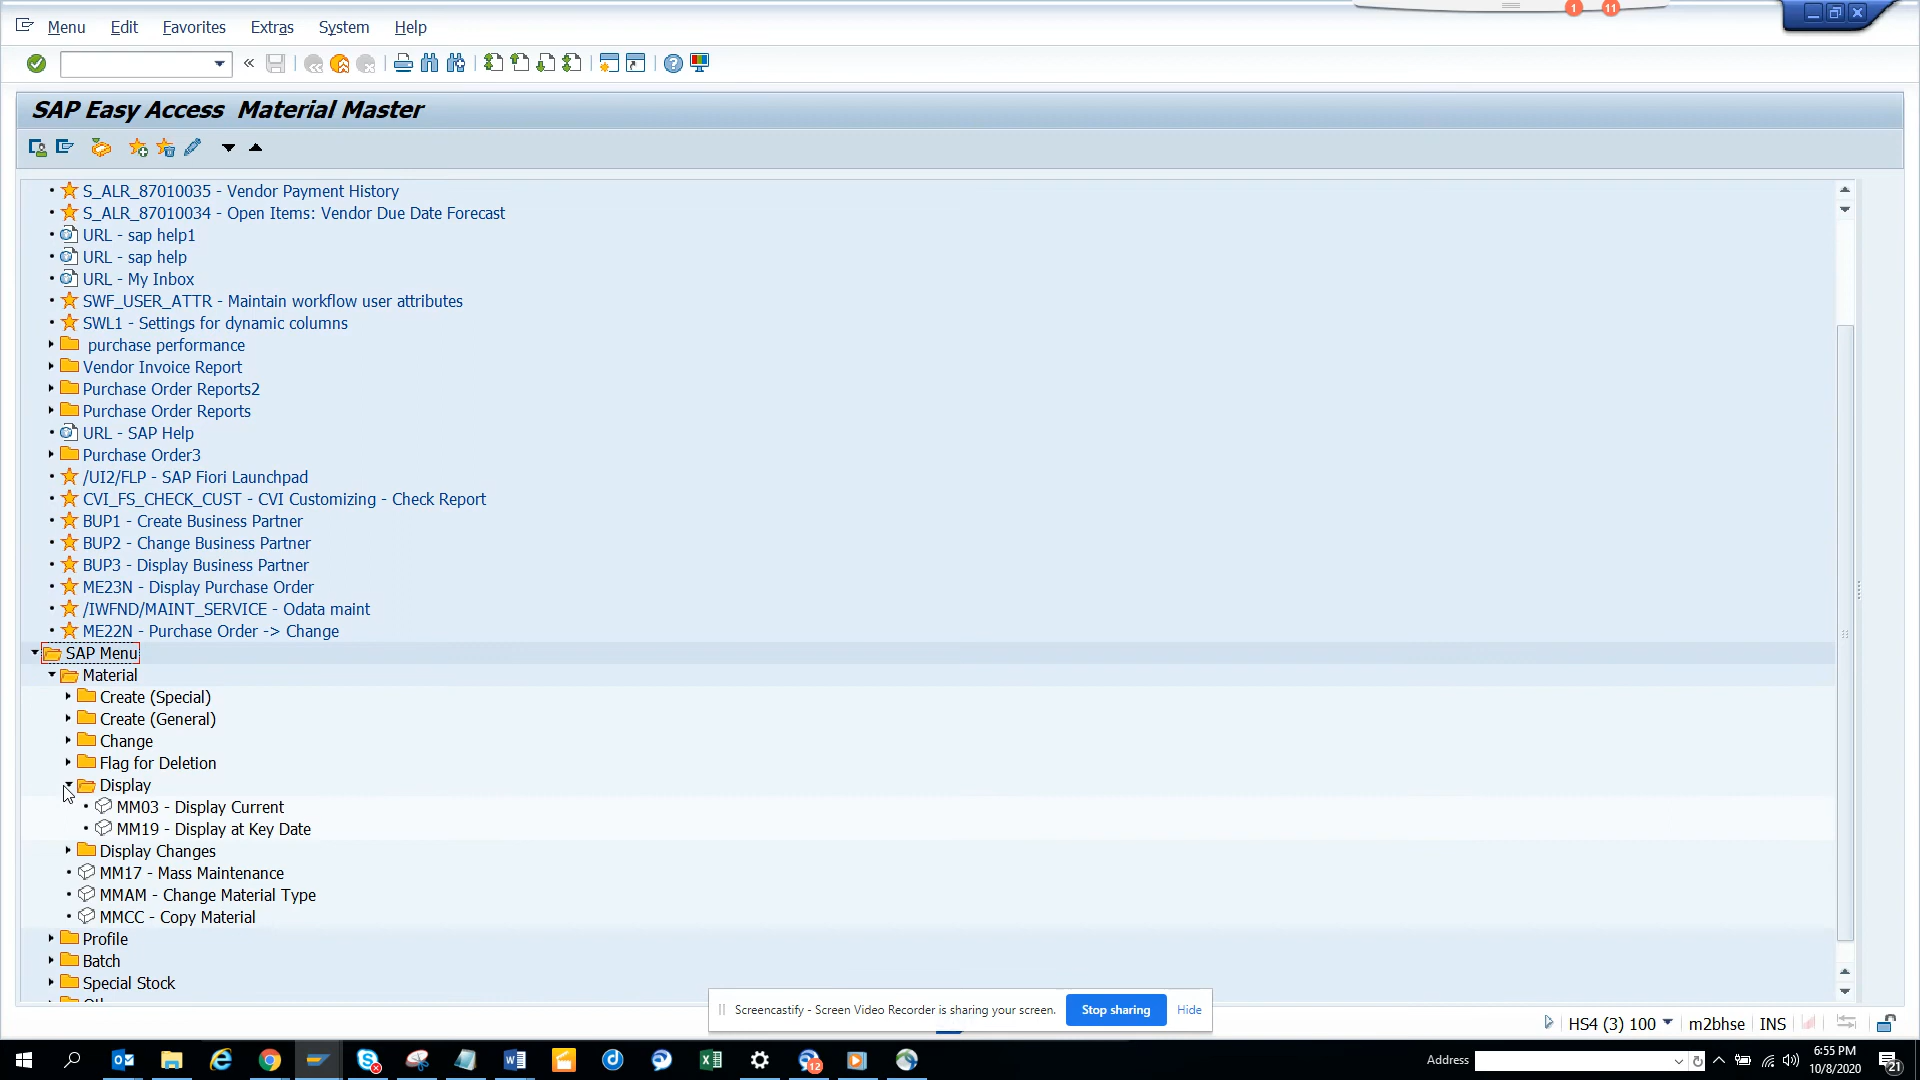 1 11
Menu Edit Favorites Extras System Help
SAP Easy Access Material Master
S_ALR_87010035 - Vendor Payment History
S_ALR_87010034 - Open Items: Vendor Due Date Forecast
URL - sap help1
URL - sap help
URL - My Inbox
SWF_USER_ATTR - Maintain workflow user attributes
SWL1 - Settings for dynamic columns
purchase performance
Vendor Invoice Report
Purchase Order Reports2
Purchase Order Reports
URL - SAP Help
Purchase Order3
/UI2/FLP - SAP Fiori Launchpad
CVI_FS_CHECK_CUST - CVI Customizing - Check Report
BUP1 - Create Business Partner
BUP2 - Change Business Partner
BUP3 - Display Business Partner
ME23N - Display Purchase Order
/IWFND/MAINT_SERVICE - Odata maint
ME22N - Purchase Order -> Change
SAP Menu
Material
Create (Special)
Create (General)
Change
Flag for Deletion
Display
MM03 - Display Current
MM19 - Display at Key Date
Display Changes
MM17 - Mass Maintenance
MMAM - Change Material Type
MMCC - Copy Material
Profile
Batch
Special Stock
Screencastify - Screen Video Recorder is sharing your screen. Stop sharing Hide
HS4 (3) 100 m2bhse INS
12 Address 6:55 PM
10/8/2020 21